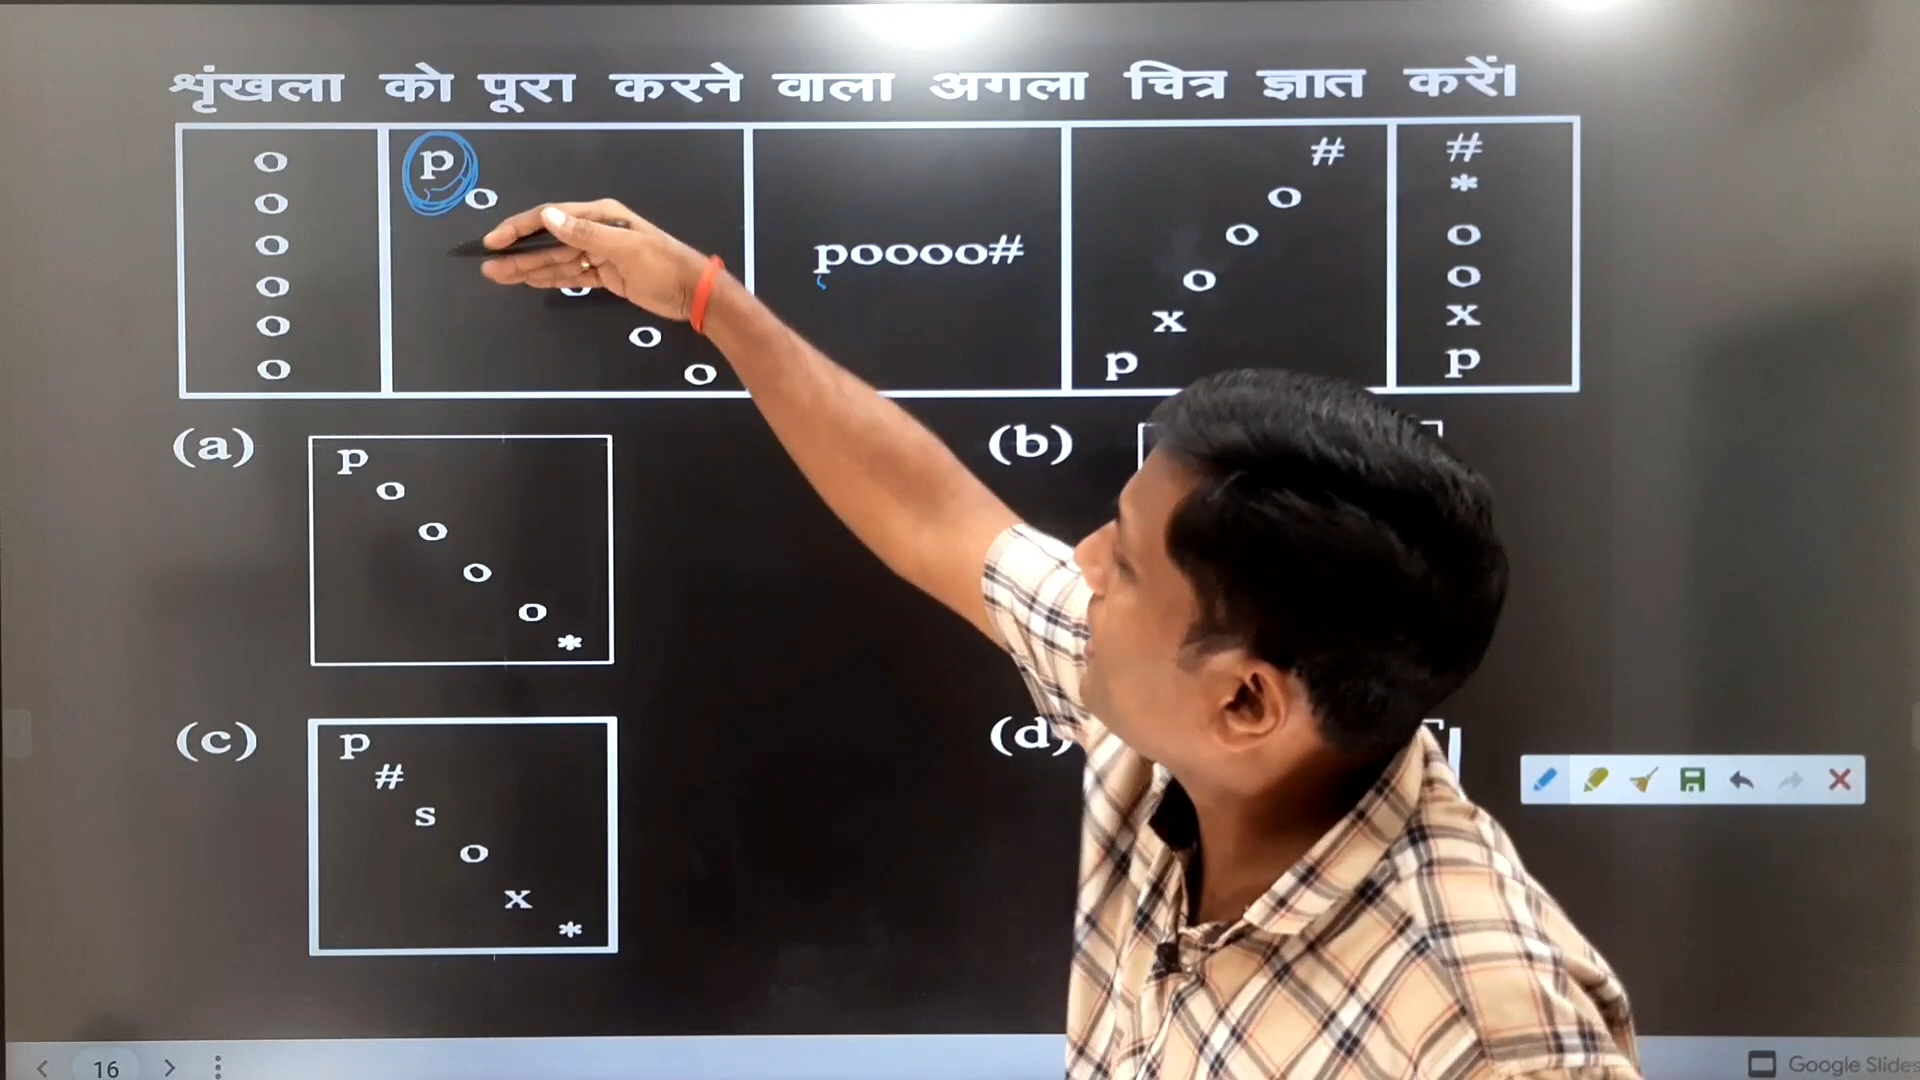 श्रृंखला को पूरा करने वाला अगला चित्र ज्ञात करें।
o
o
o
o
o
o
p
o
o
o
o
poooo#
#
o
o
o
x
p
#
*
o
o
x
p
(a)
p
o
o
o
o
*
(b)
(c)
p
#
s
o
x
*
(d)
16
Google Slides